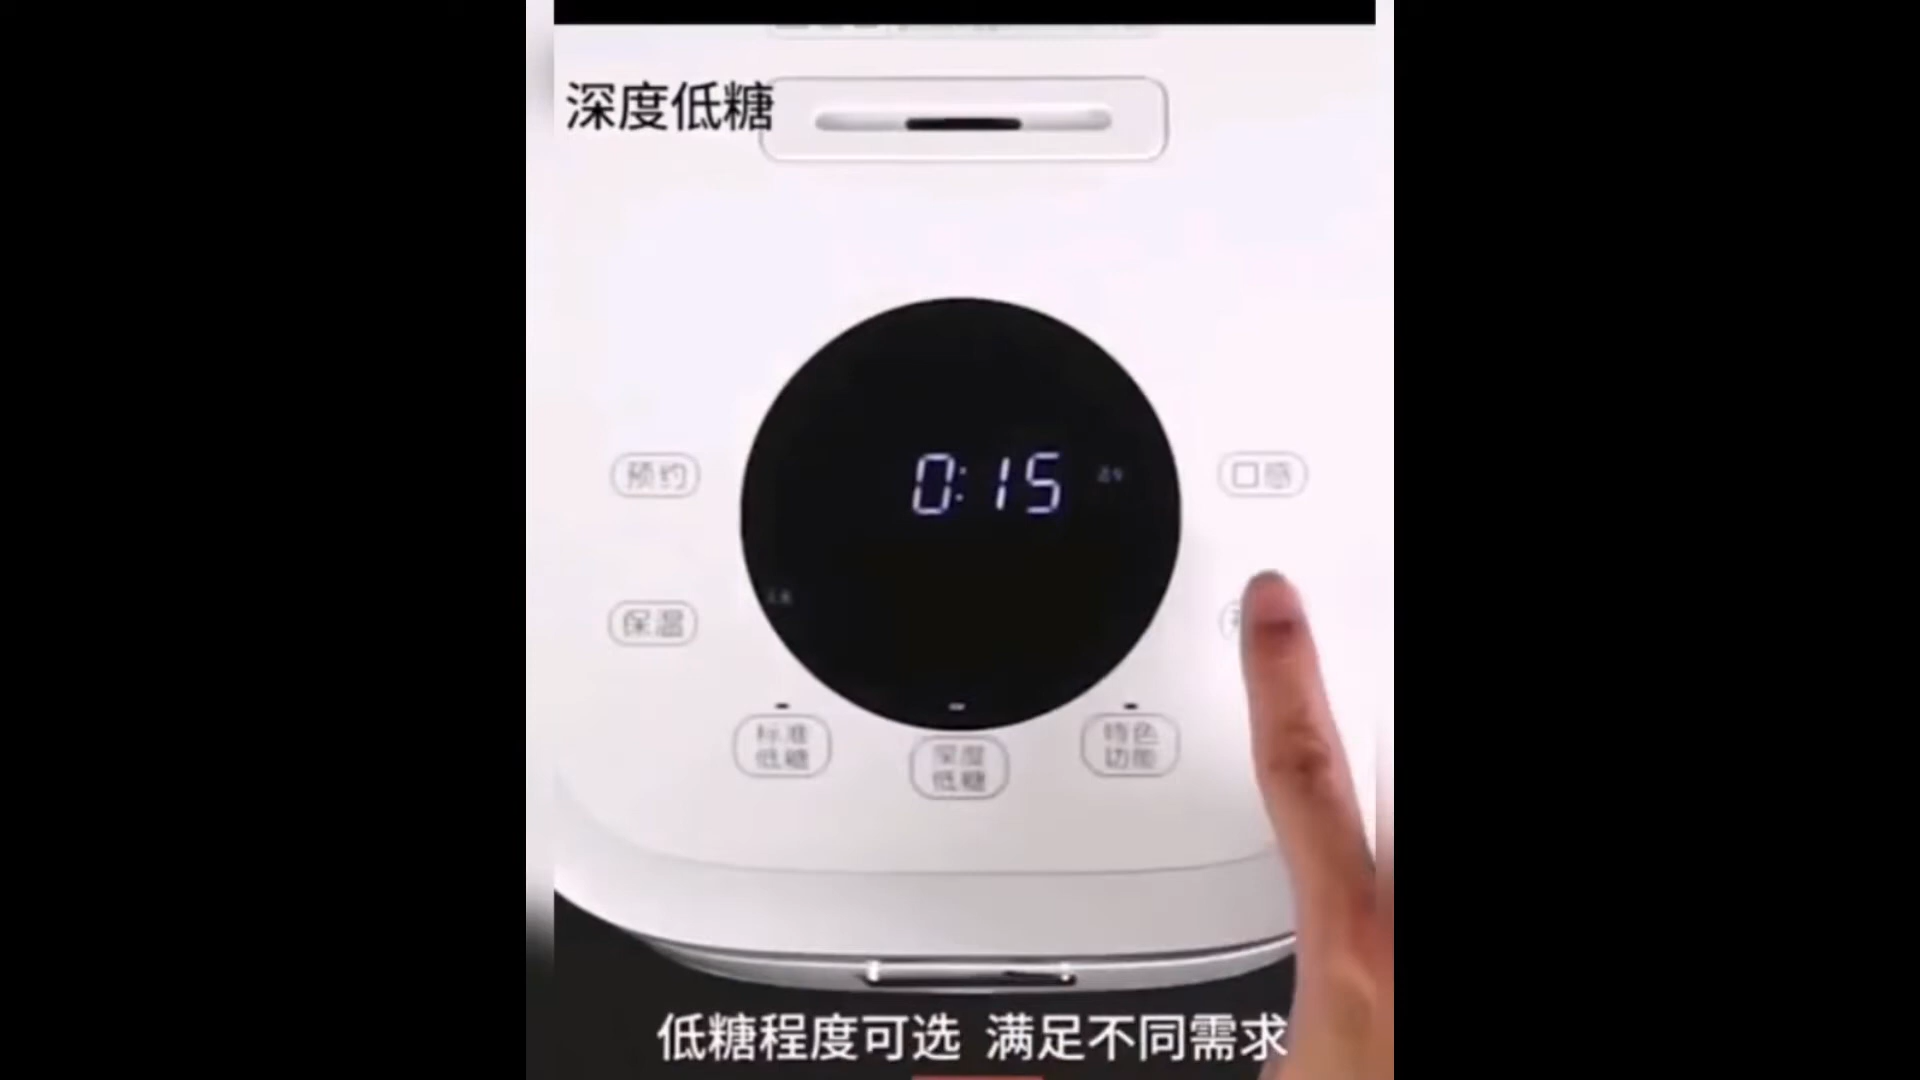 深度低糖
0:15
预约
口感
保温
标准
低糖
深度
低糖
特色
功能
低糖程度可选 满足不同需求